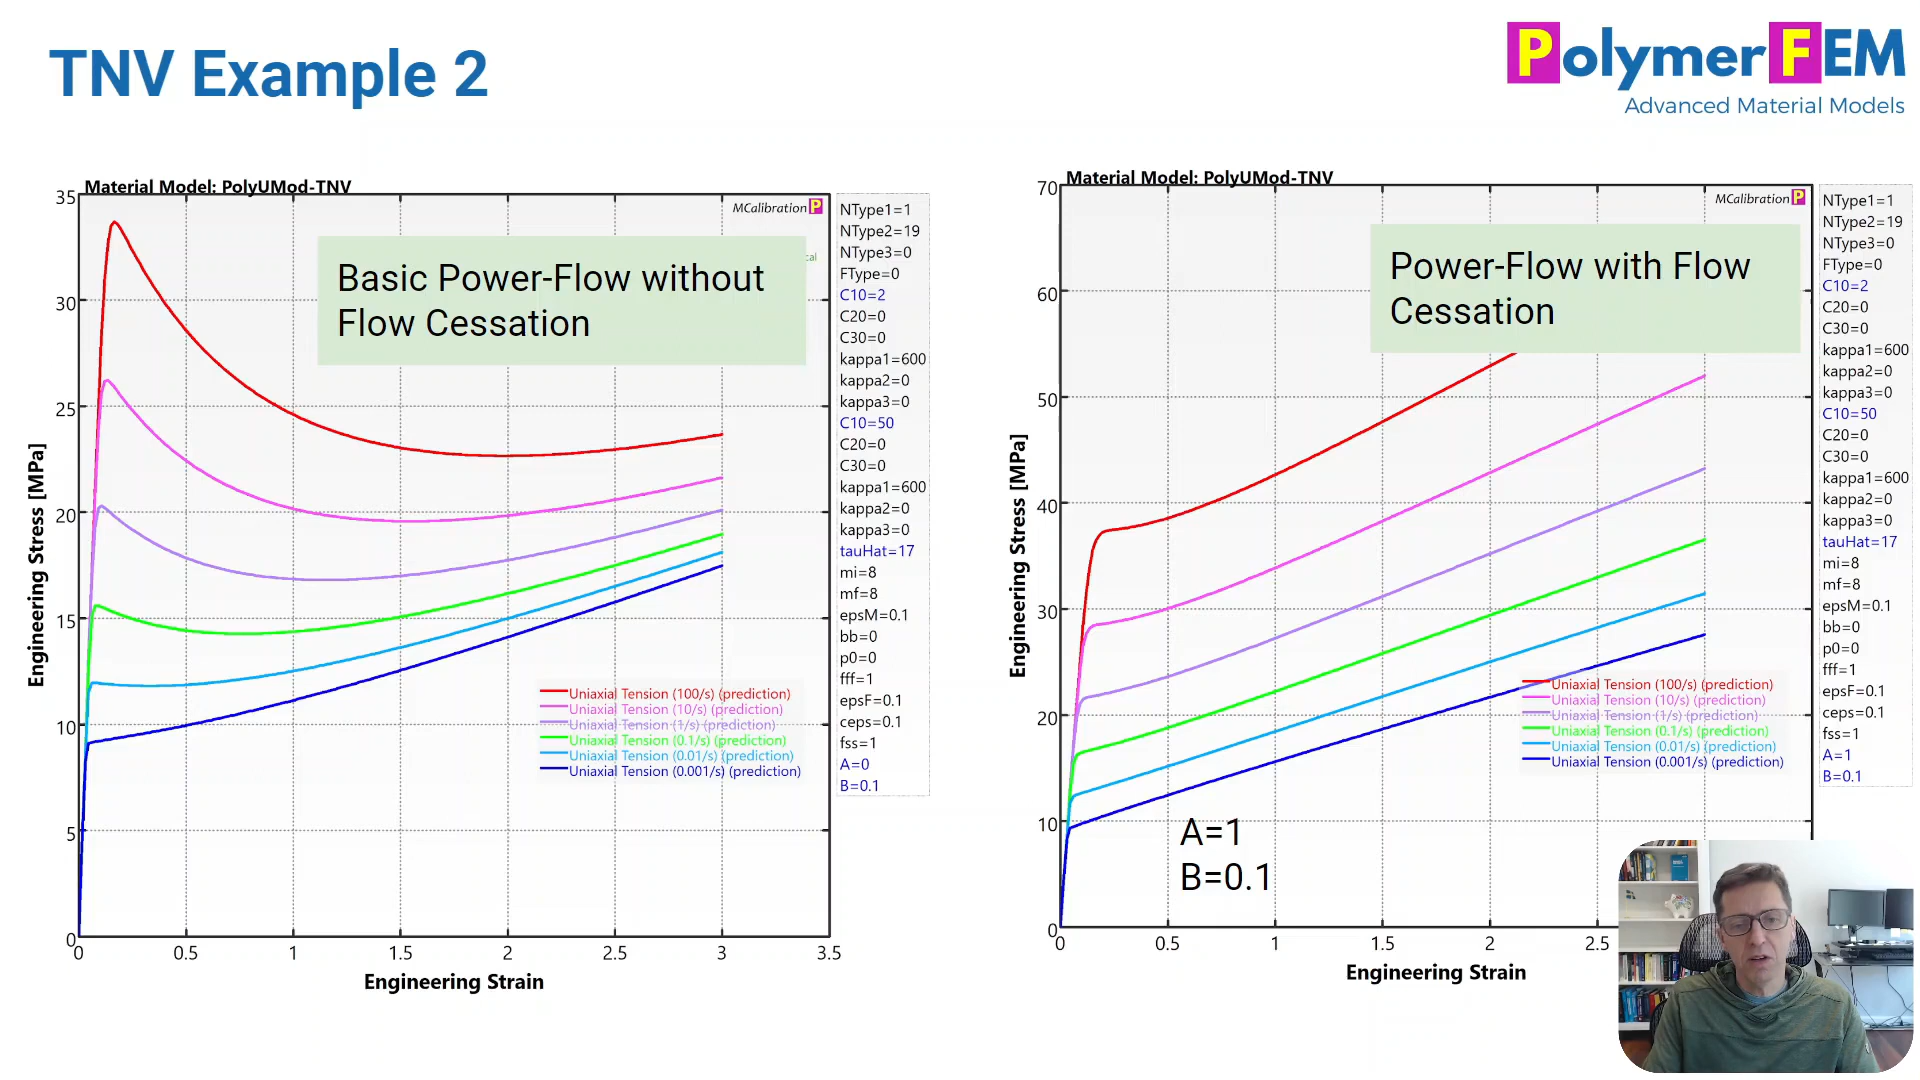 TNV Example 2
PolymerFEM
Advanced Material Models
Material Model: PolyUMod-TNV
MCalibration P
Basic Power-Flow without
Flow Cessation
35
30
25
20
15
10
5
0
Engineering Stress [MPa]
0 0.5 1 1.5 2 2.5 3 3.5
Engineering Strain
Uniaxial Tension (100/s) (prediction)
Uniaxial Tension (10/s) (prediction)
Uniaxial Tension (1/s) (prediction)
Uniaxial Tension (0.1/s) (prediction)
Uniaxial Tension (0.01/s) (prediction)
Uniaxial Tension (0.001/s) (prediction)
NType1=1
NType2=19
NType3=0
FType=0
C10=2
C20=0
C30=0
kappa1=600
kappa2=0
kappa3=0
C10=50
C20=0
C30=0
kappa1=600
kappa2=0
kappa3=0
tauHat=17
mi=8
mf=8
epsM=0.1
bb=0
p0=0
fff=1
epsF=0.1
ceps=0.1
fss=1
A=0
B=0.1
Material Model: PolyUMod-TNV
MCalibration P
Power-Flow with Flow
Cessation
70
60
50
40
30
20
10
0
Engineering Stress [MPa]
0 0.5 1 1.5 2 2.5
Engineering Strain
Uniaxial Tension (100/s) (prediction)
Uniaxial Tension (10/s) (prediction)
Uniaxial Tension (1/s) (prediction)
Uniaxial Tension (0.1/s) (prediction)
Uniaxial Tension (0.01/s) (prediction)
Uniaxial Tension (0.001/s) (prediction)
A=1
B=0.1
NType1=1
NType2=19
NType3=0
FType=0
C10=2
C20=0
C30=0
kappa1=600
kappa2=0
kappa3=0
C10=50
C20=0
C30=0
kappa1=600
kappa2=0
kappa3=0
tauHat=17
mi=8
mf=8
epsM=0.1
bb=0
p0=0
fff=1
epsF=0.1
ceps=0.1
fss=1
A=1
B=0.1